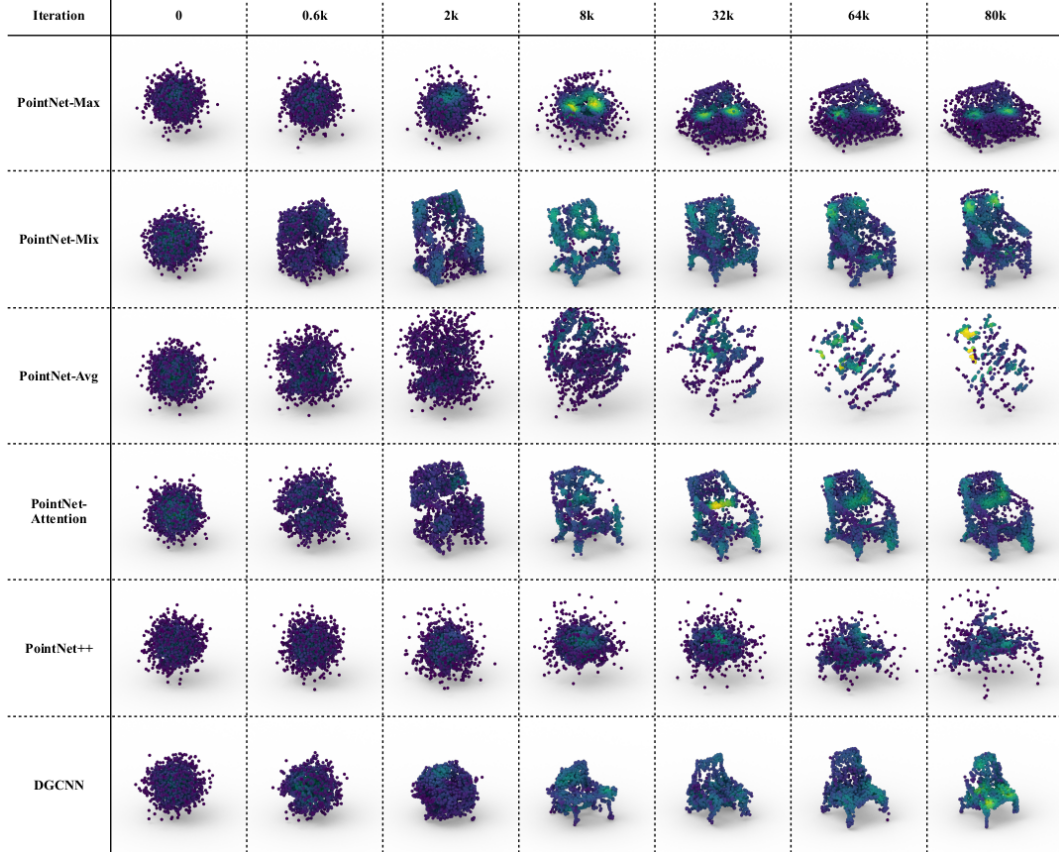 Iteration 0 0.6k 2k 8k 32k 64k 80k
PointNet-Max
PointNet-Mix
PointNet-Avg
PointNet-
Attention
PointNet++
DGCNN